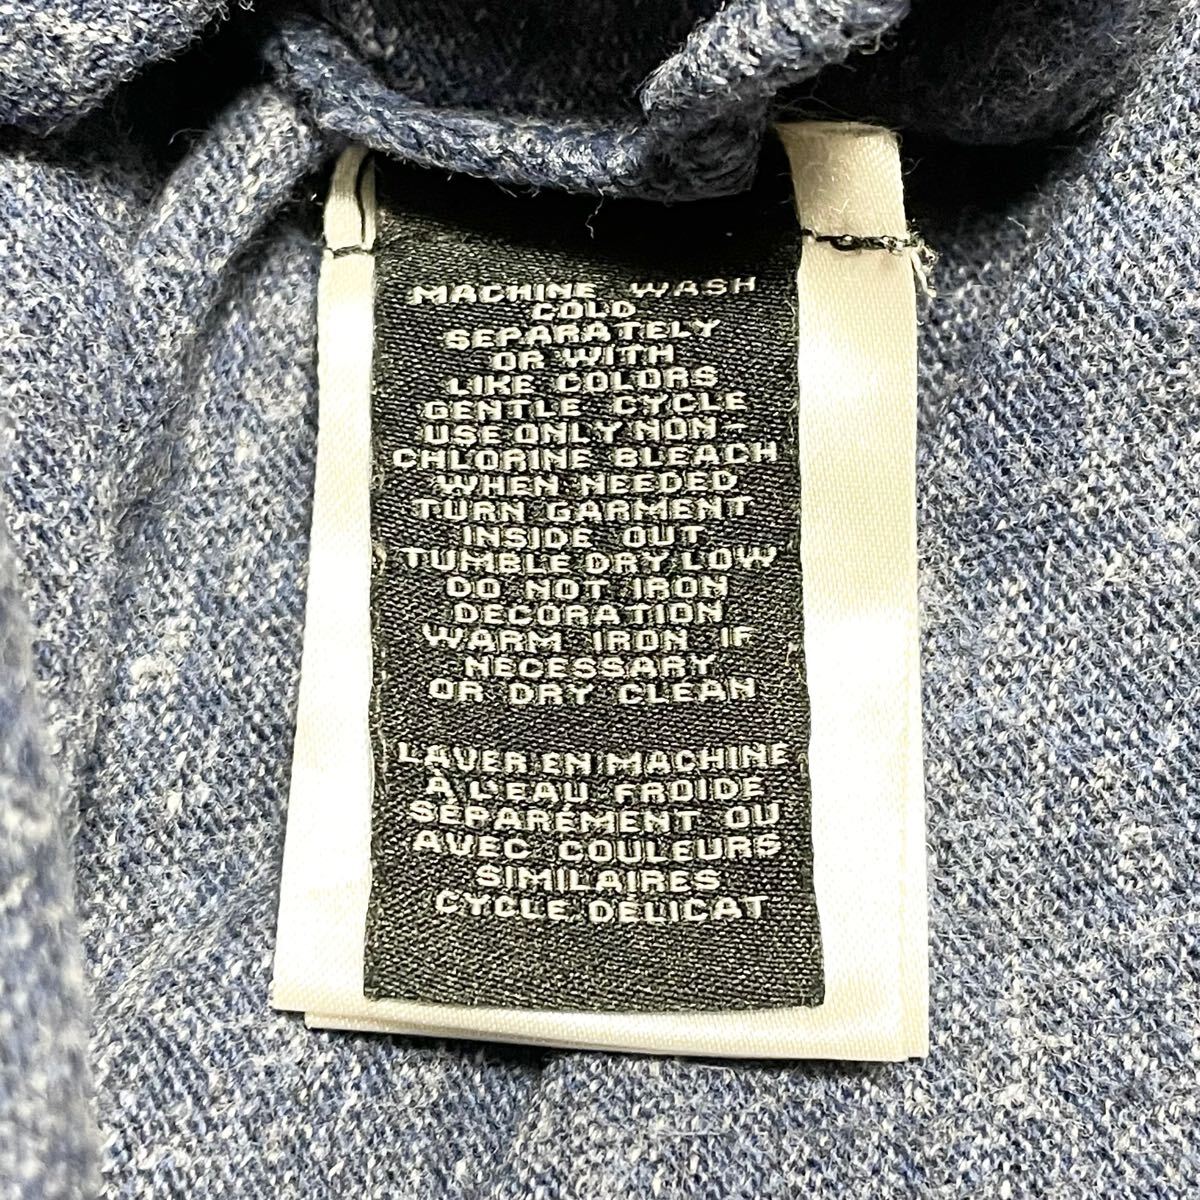 MACHINE WASH
COLD
SEPARATELY
OR WITH
LIKE COLORS
GENTLE CYCLE
USE ONLY NON-
CHLORINE BLEACH
WHEN NEEDED
TURN GARMENT
INSIDE OUT
TUMBLE DRY LOW
DO NOT IRON
DECORATION
WARM IRON IF
NECESSARY
OR DRY CLEAN
LAVER EN MACHINE
À L'EAU FROIDE
SÉPARÉMENT OU
AVEC COULEURS
SIMILAIRES
CYCLE DÉLICAT